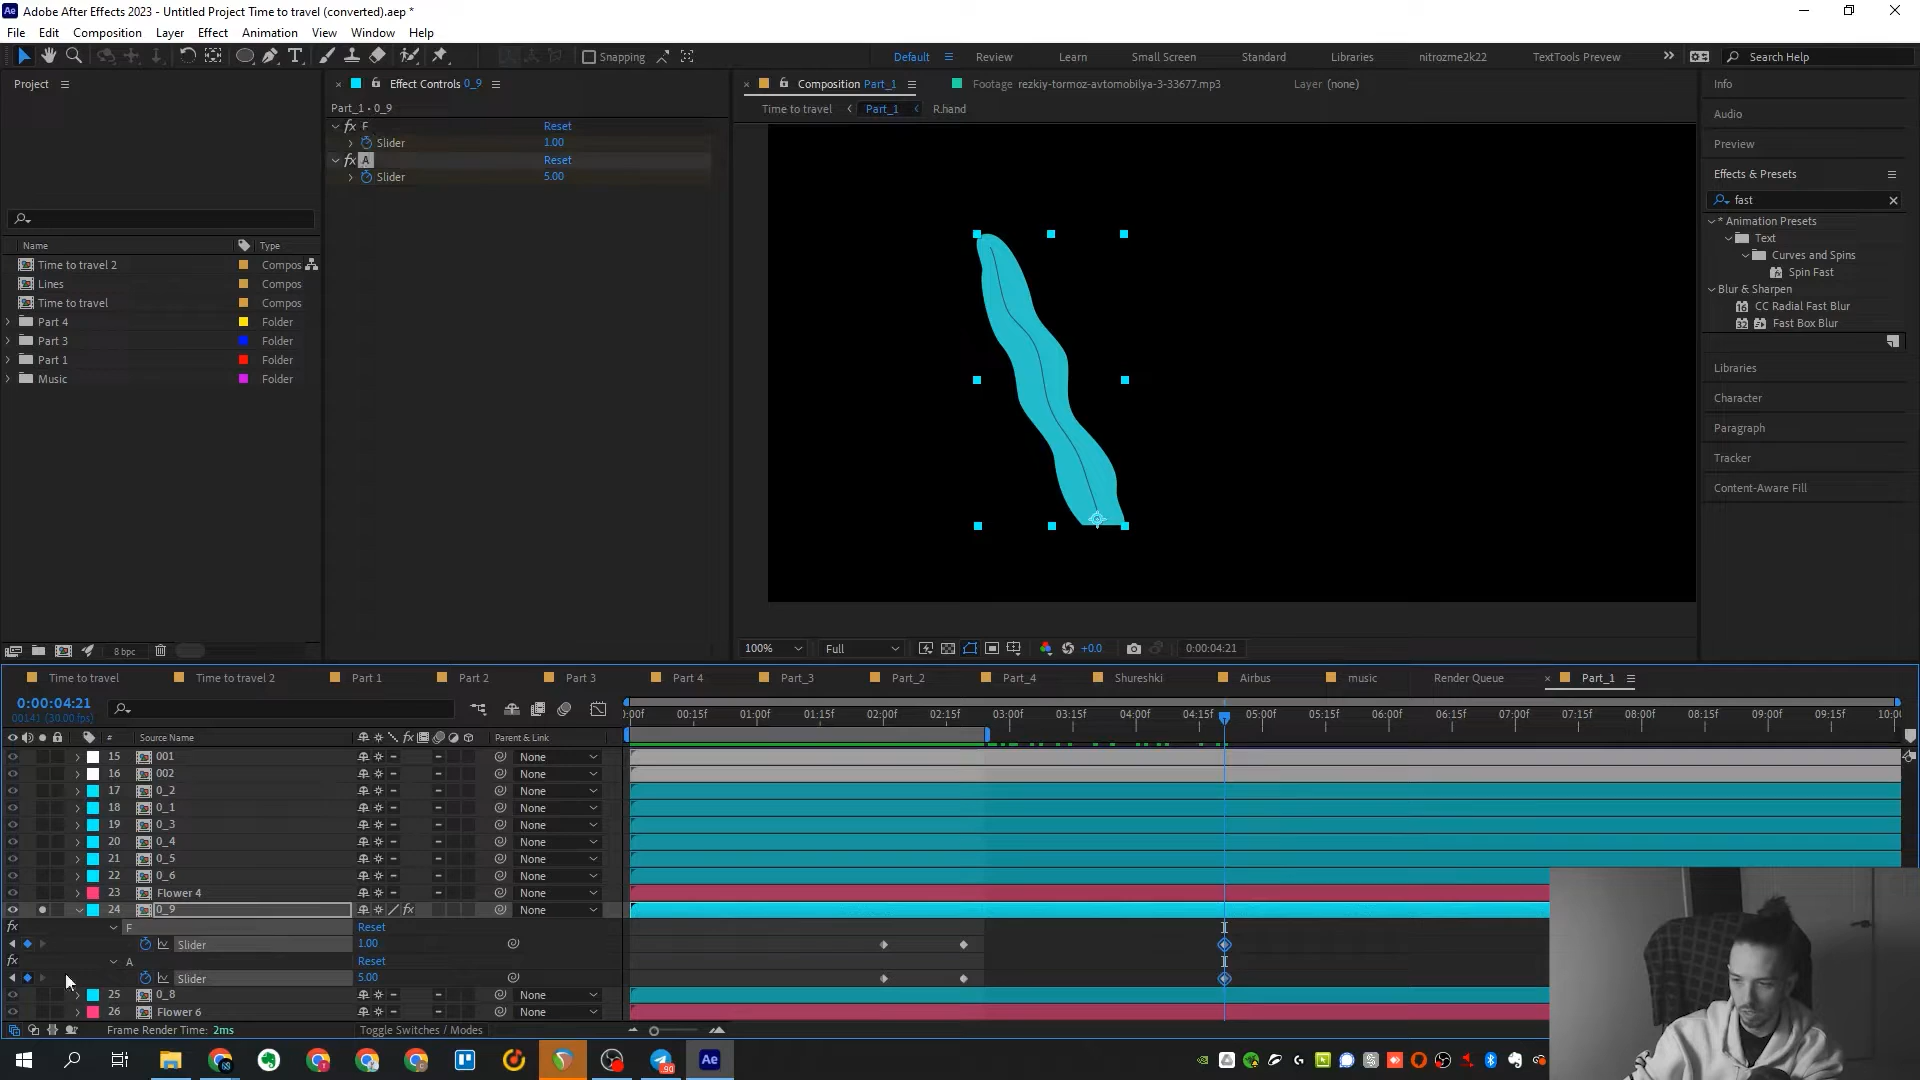 Adobe After Effects 2023 - Untitled Project Time to travel (converted).aep *
File Edit Composition Layer Effect Animation View Window Help
Snapping
Default Review Learn Small Screen Standard Libraries nitrozme2k22 TextTools Preview Search Help
Project
Effect Controls 0_9
Composition Part_1 Footage rezkiy-tormoz-avtomobilya-3-33677.mp3 Layer (none)
Part_1 • 0_9
Time to travel Part_1 R.hand
fx F Reset
Slider 1.00
fx A Reset
Slider 5.00
Name Type
Time to travel 2 Compos
Lines Compos
Time to travel Compos
Part 4 Folder
Part 3 Folder
Part 1 Folder
Music Folder
8 bpc
100% Full +0.0 0:00:04:21
Info
Audio
Preview
Effects & Presets
fast
* Animation Presets
Text
Curves and Spins
Spin Fast
Blur & Sharpen
CC Radial Fast Blur
Fast Box Blur
Libraries
Character
Paragraph
Tracker
Content-Aware Fill
Time to travel Time to travel 2 Part 1 Part 2 Part 3 Part 4 Part_3 Part_2 Part_4 Shureshki Airbus music Render Queue Part_1
0:00:04:21
00141 (30.00 fps)
:00f 00:15f 01:00f 01:15f 02:00f 02:15f 03:00f 03:15f 04:00f 04:15f 05:00f 05:15f 06:00f 06:15f 07:00f 07:15f 08:00f 08:15f 09:00f 09:15f 10:0
# Source Name Parent & Link
15 001 None
16 002 None
17 0_2 None
18 0_1 None
19 0_3 None
20 0_4 None
21 0_5 None
22 0_6 None
23 Flower 4 None
24 0_9 fx None
fx F Reset
Slider 1.00
fx A Reset
Slider 5.00
25 0_8 None
26 Flower 6 None
Frame Render Time: 2ms Toggle Switches / Modes
Ae